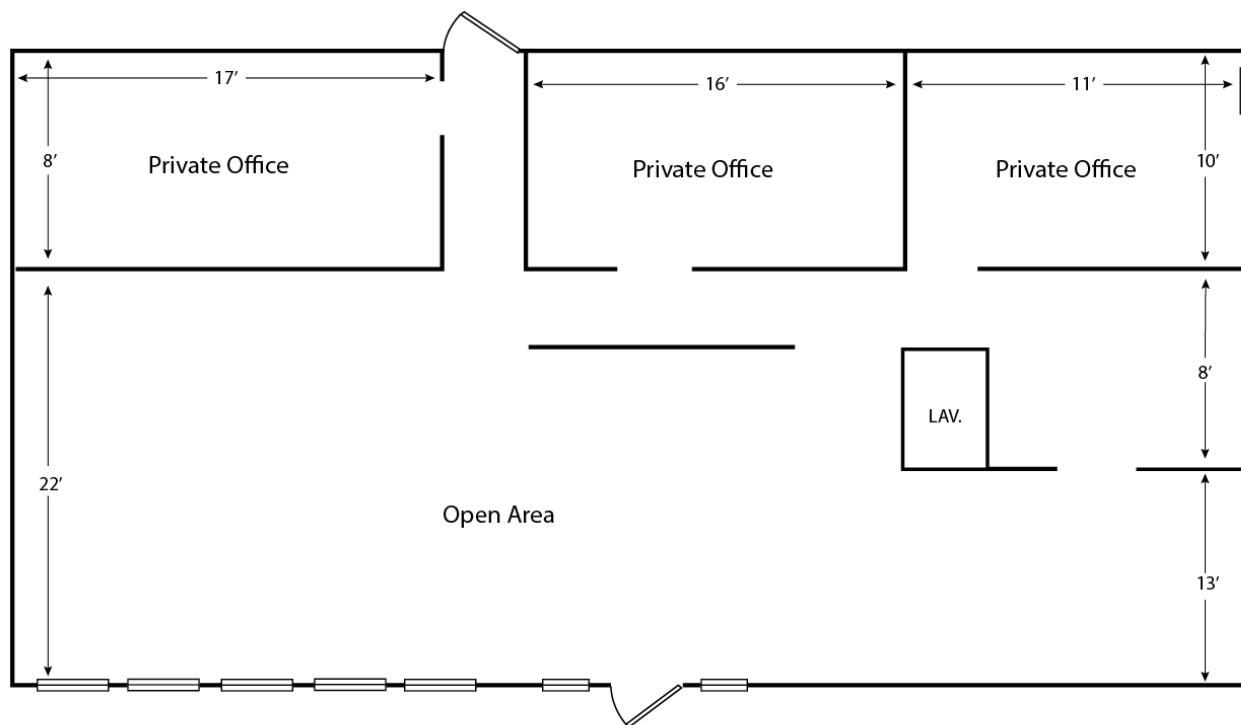 17′
16′
11′
8′
Private Office
Private Office
Private Office
10′
8′
LAV.
22′
Open Area
13′